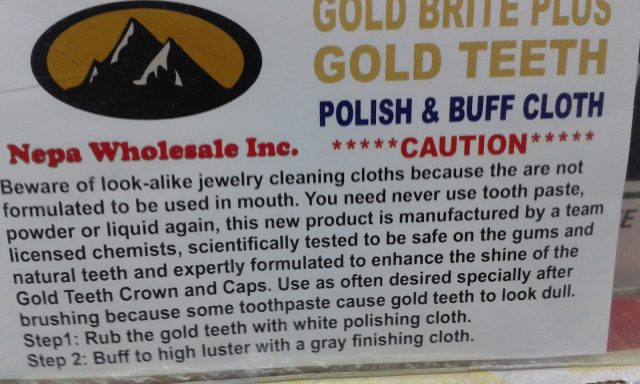 GOLD BRITE PLUS
GOLD TEETH
POLISH & BUFF CLOTH
Nepa Wholesale Inc.
*****CAUTION*****
Beware of look-alike jewelry cleaning cloths because the are not
formulated to be used in mouth. You need never use tooth paste,
powder or liquid again, this new product is manufactured by a team
licensed chemists, scientifically tested to be safe on the gums and
natural teeth and expertly formulated to enhance the shine of the
Gold Teeth Crown and Caps. Use as often desired specially after
brushing because some toothpaste cause gold teeth to look dull.
Step1: Rub the gold teeth with white polishing cloth.
Step 2: Buff to high luster with a gray finishing cloth.